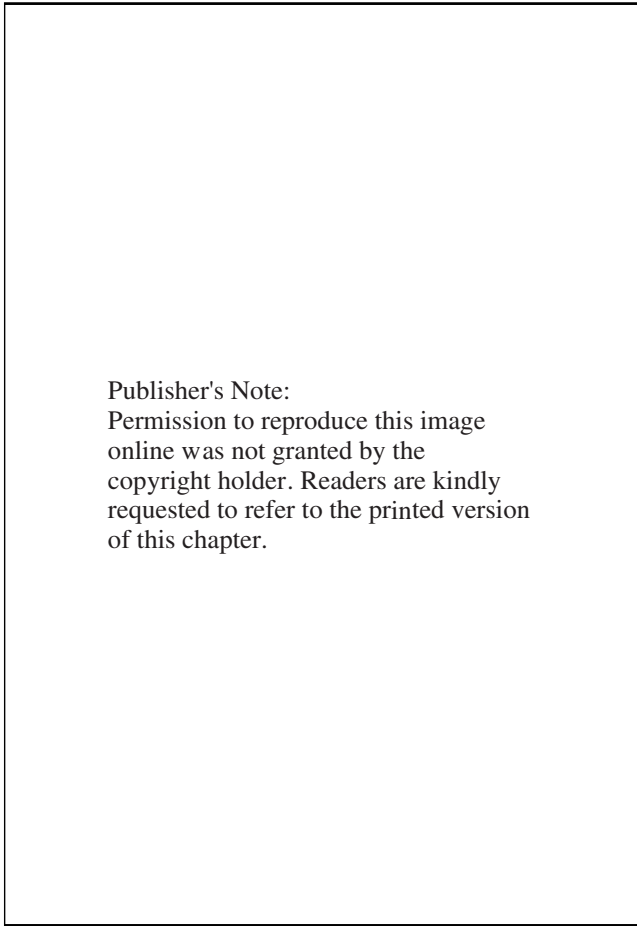 Publisher's Note:
Permission to reproduce this image
online was not granted by the
copyright holder. Readers are kindly
requested to refer to the printed version
of this chapter.